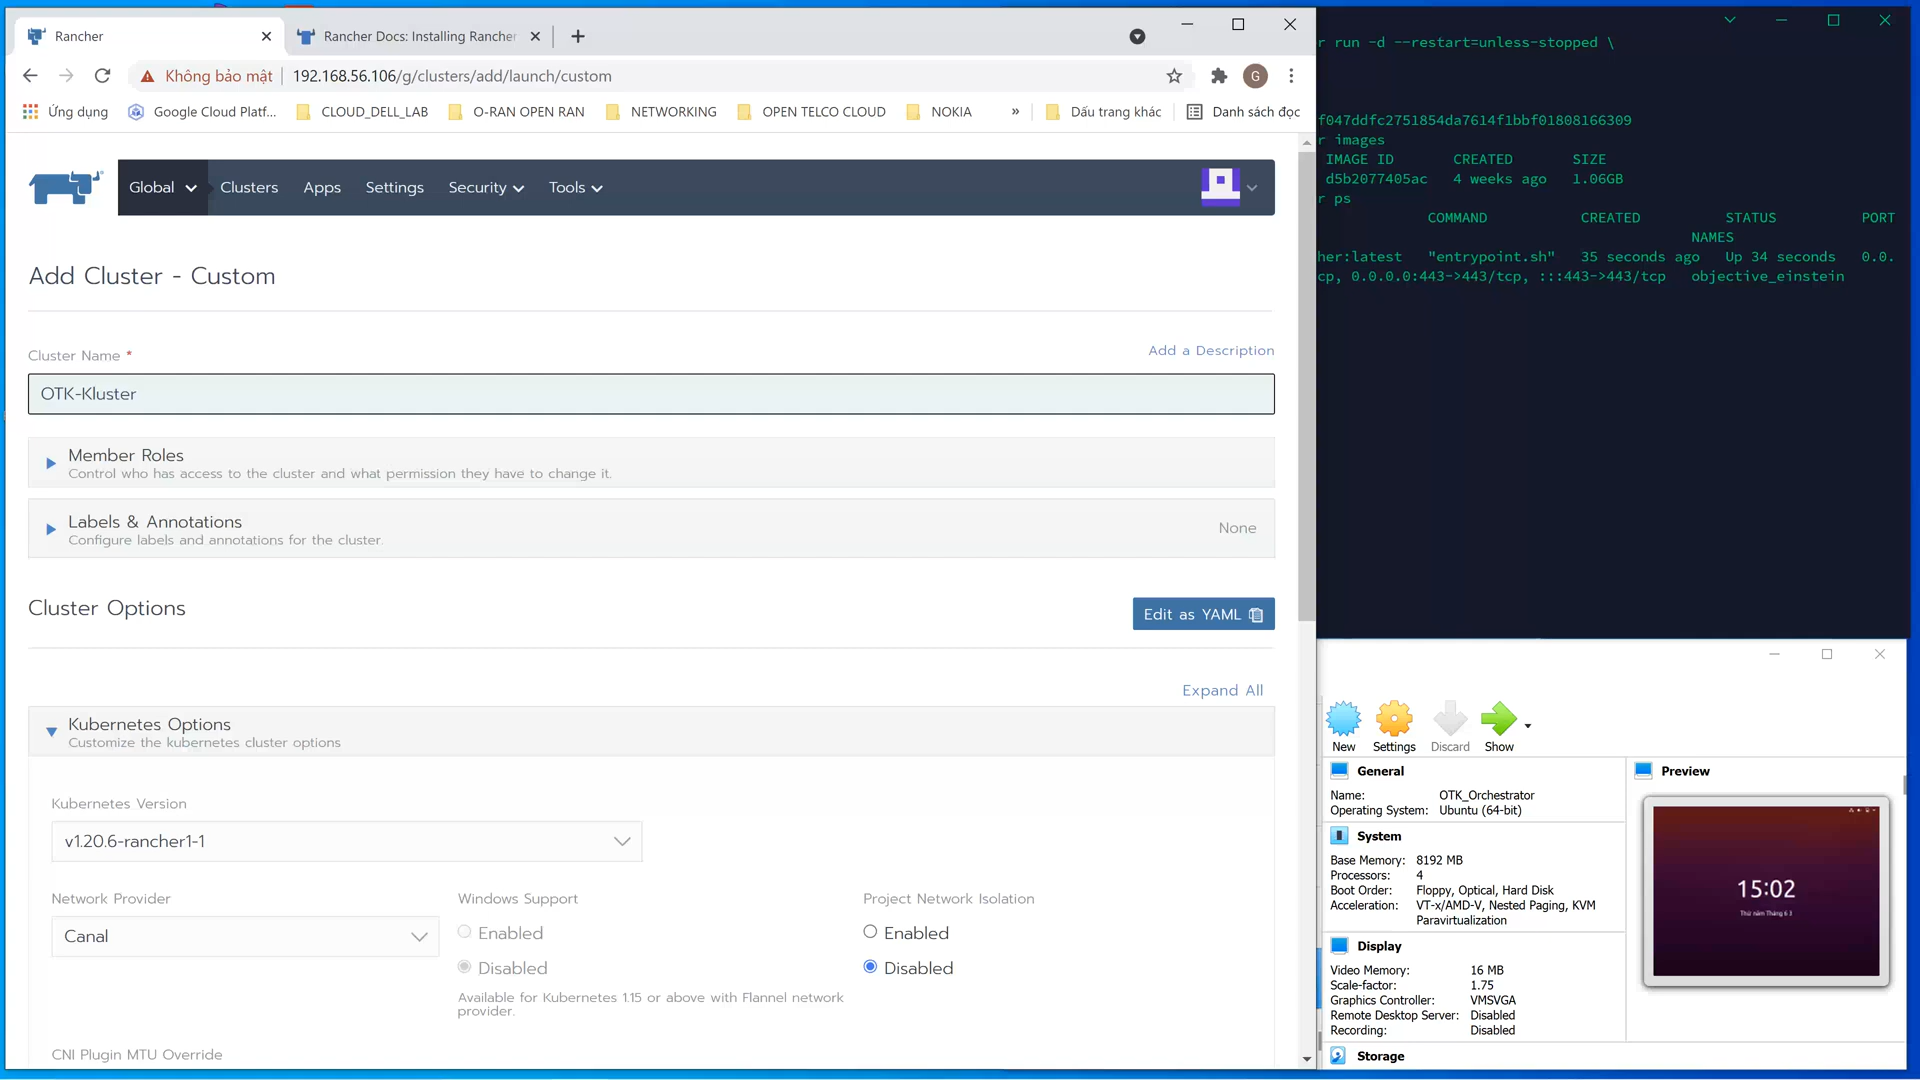 Rancher
Rancher Docs: Installing Rancher
Không bảo mật
192.168.56.106/g/clusters/add/launch/custom
G
Ứng dụng
Google Cloud Platf...
CLOUD_DELL_LAB
O-RAN OPEN RAN
NETWORKING
OPEN TELCO CLOUD
NOKIA
»
Dấu trang khác
Danh sách đọc
Global
Clusters
Apps
Settings
Security
Tools
Add Cluster - Custom
Cluster Name *
Add a Description
OTK-Kluster
Member Roles
Control who has access to the cluster and what permission they have to change it.
Labels & Annotations
Configure labels and annotations for the cluster.
None
Cluster Options
Edit as YAML
Expand All
Kubernetes Options
Customize the kubernetes cluster options
Kubernetes Version
v1.20.6-rancher1-1
Network Provider
Canal
Windows Support
Enabled
Disabled
Available for Kubernetes 1.15 or above with Flannel network
provider.
Project Network Isolation
Enabled
Disabled
CNI Plugin MTU Override
r run -d --restart=unless-stopped \
f047ddfc2751854da7614f1bbf01808166309
r images
IMAGE ID CREATED SIZE
d5b2077405ac 4 weeks ago 1.06GB
r ps
COMMAND CREATED STATUS PORT
NAMES
her:latest "entrypoint.sh" 35 seconds ago Up 34 seconds 0.0.
cp, 0.0.0.0:443->443/tcp, :::443->443/tcp objective_einstein
New
Settings
Discard
Show
General
Name: OTK_Orchestrator
Operating System: Ubuntu (64-bit)
System
Base Memory: 8192 MB
Processors: 4
Boot Order: Floppy, Optical, Hard Disk
Acceleration: VT-x/AMD-V, Nested Paging, KVM
Paravirtualization
Display
Video Memory: 16 MB
Scale-factor: 1.75
Graphics Controller: VMSVGA
Remote Desktop Server: Disabled
Recording: Disabled
Storage
Preview
15:02
Thứ năm Tháng 6 3